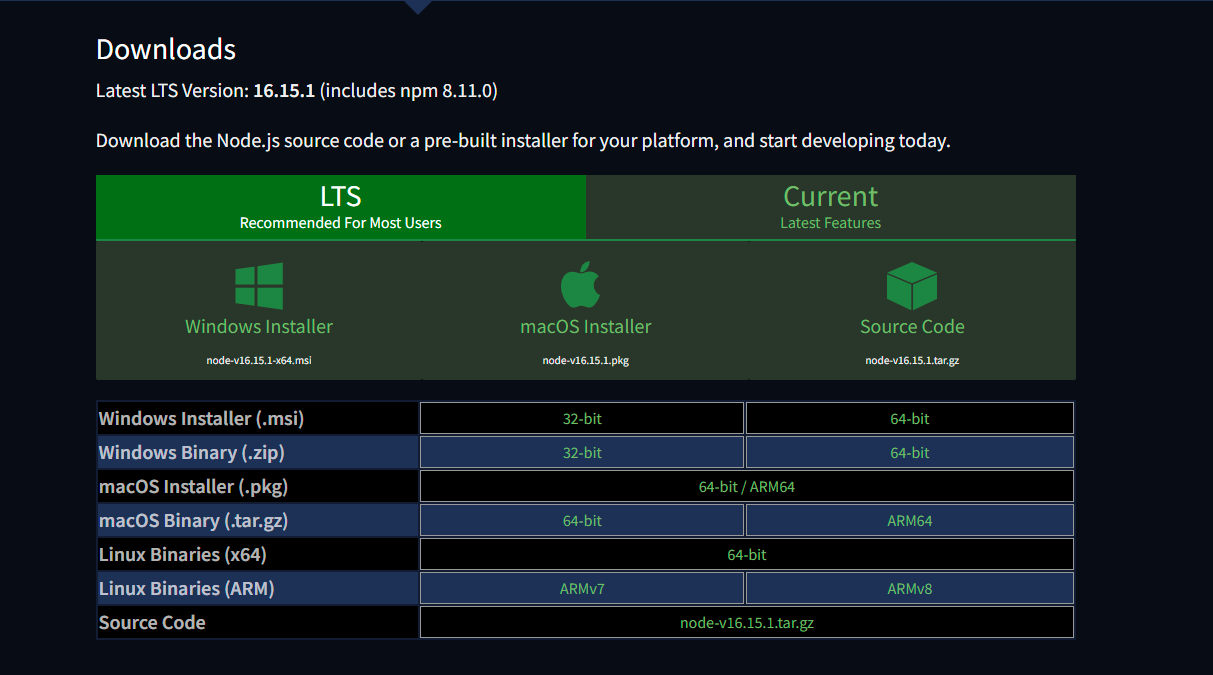 Downloads
Latest LTS Version: 16.15.1 (includes npm 8.11.0)
Download the Node.js source code or a pre-built installer for your platform, and start developing today.
LTS
Recommended For Most Users
Current
Latest Features
Windows Installer
node-v16.15.1-x64.msi
macOS Installer
node-v16.15.1.pkg
Source Code
node-v16.15.1.tar.gz
Windows Installer (.msi) 32-bit 64-bit
Windows Binary (.zip) 32-bit 64-bit
macOS Installer (.pkg) 64-bit / ARM64
macOS Binary (.tar.gz) 64-bit ARM64
Linux Binaries (x64) 64-bit
Linux Binaries (ARM) ARMv7 ARMv8
Source Code node-v16.15.1.tar.gz